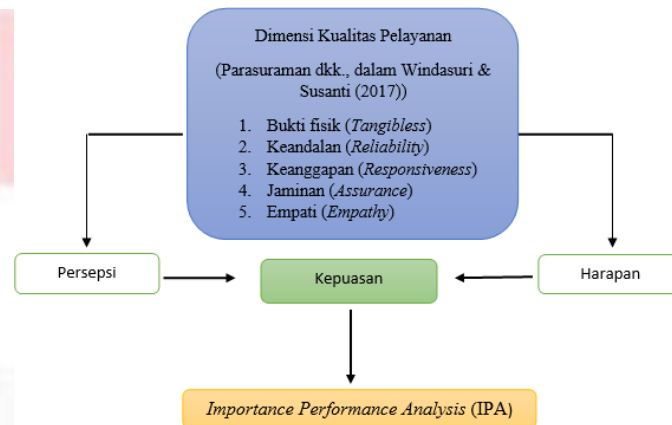 Dimensi Kualitas Pelayanan
(Parasuraman dkk., dalam Windasuri &
Susanti (2017))
1. Bukti fisik (Tangibless)
2. Keandalan (Reliability)
3. Keanggapan (Responsiveness)
4. Jaminan (Assurance)
5. Empati (Empathy)
Persepsi
Kepuasan
Harapan
Importance Performance Analysis (IPA)